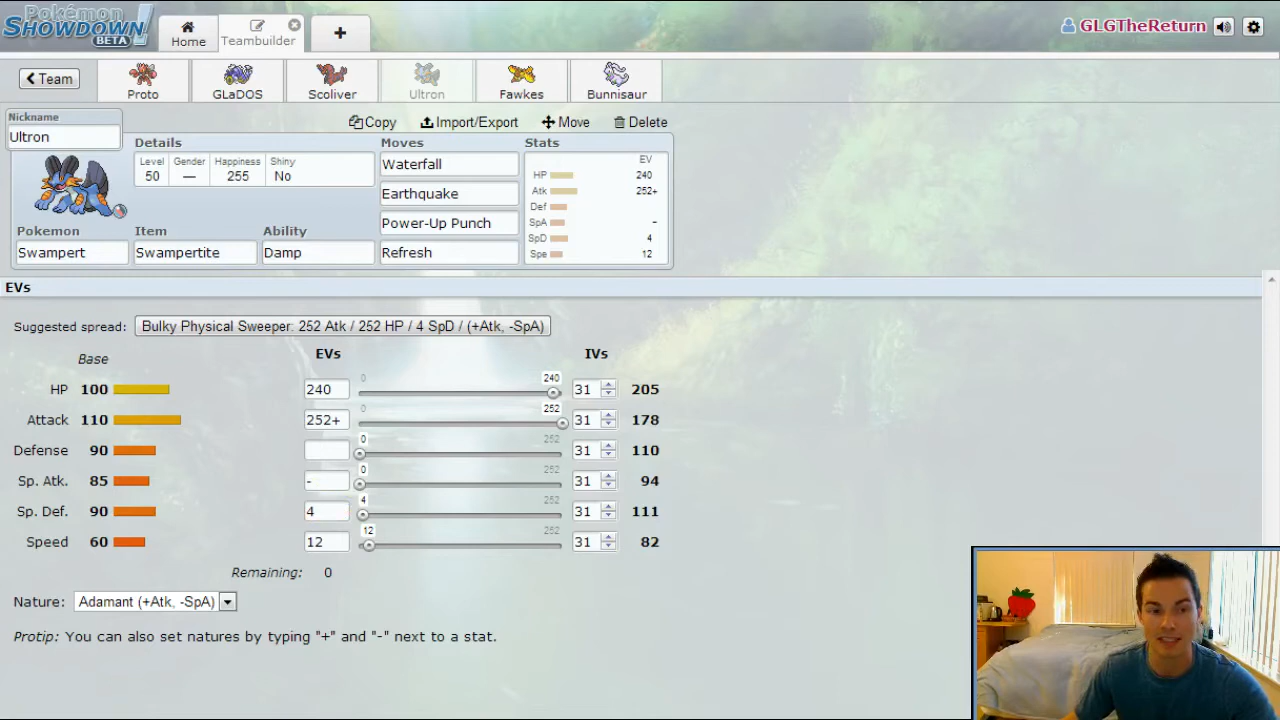 Pokémon
SHOWDOWN!
BETA
Home
Teambuilder
+
GLGTheReturn
Team
Proto
GLaDOS
Scoliver
Ultron
Fawkes
Bunnisaur
Nickname
Ultron
Copy
Import/Export
Move
Delete
Details
Level
Gender
Happiness
Shiny
50
—
255
No
Moves
Waterfall
Earthquake
Power-Up Punch
Refresh
Stats
EV
HP 240
Atk 252+
Def
SpA -
SpD 4
Spe 12
Pokemon
Item
Ability
Swampert
Swampertite
Damp
EVs
Suggested spread: Bulky Physical Sweeper: 252 Atk / 252 HP / 4 SpD / (+Atk, -SpA)
Base EVs IVs
HP 100 240 0 240 31 205
Attack 110 252+ 0 252 31 178
Defense 90 0 252 31 110
Sp. Atk. 85 - 0 252 31 94
Sp. Def. 90 4 4 252 31 111
Speed 60 12 12 252 31 82
Remaining: 0
Nature: Adamant (+Atk, -SpA)
Protip: You can also set natures by typing "+" and "-" next to a stat.